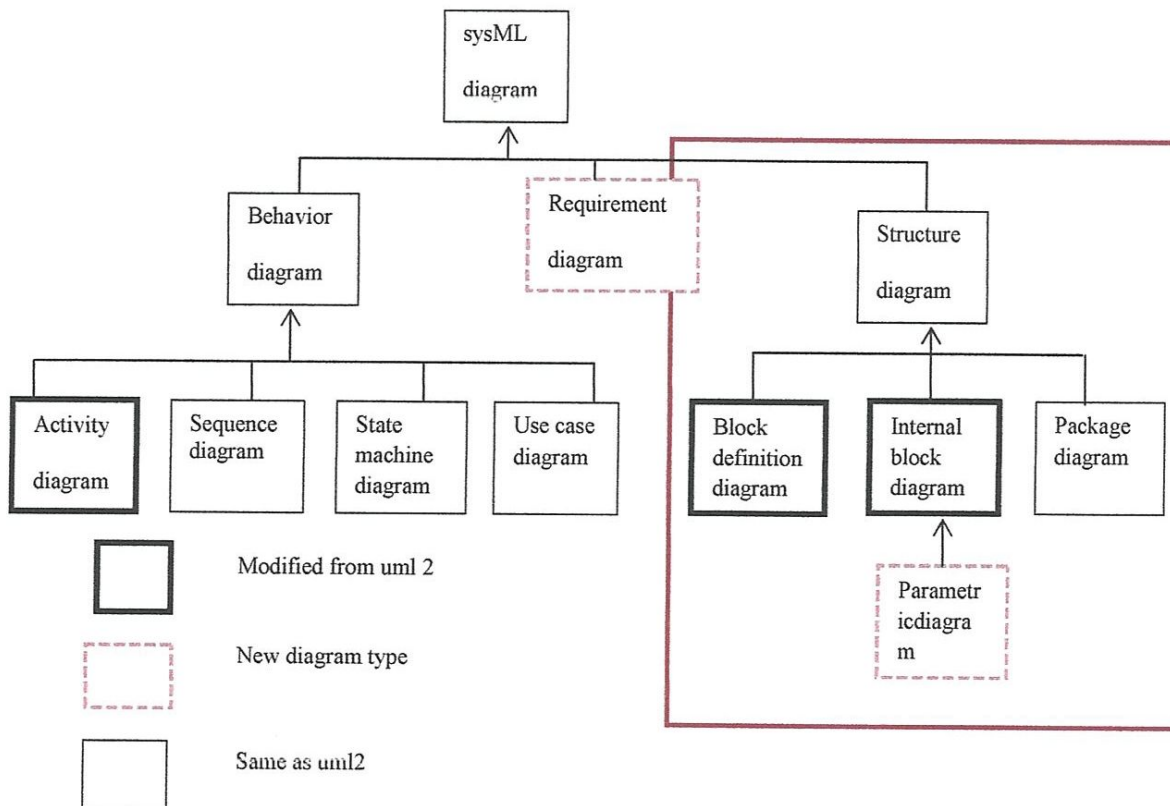 sysML
diagram
Behavior
diagram
Requirement
diagram
Structure
diagram
Activity
diagram
Sequence
diagram
State
machine
diagram
Use case
diagram
Block
definition
diagram
Internal
block
diagram
Package
diagram
Parametr
icdiagra
m
Modified from uml 2
New diagram type
Same as uml2